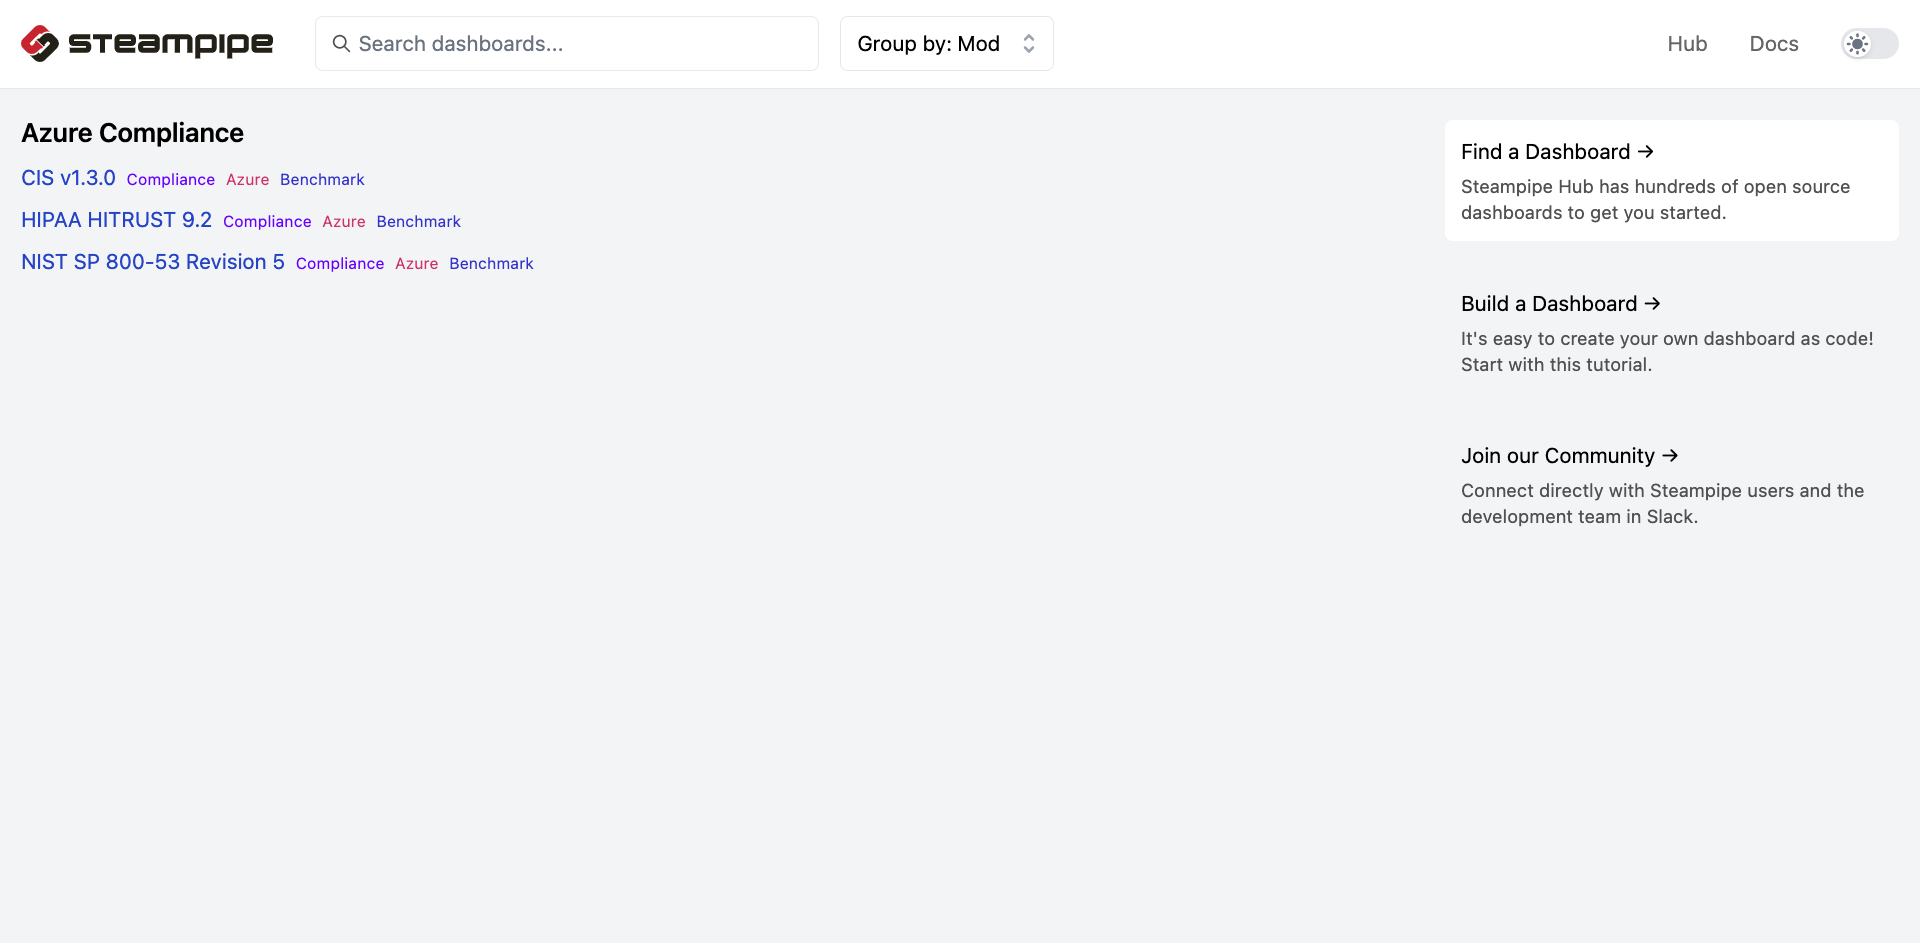 steampipe
Search dashboards...
Group by: Mod
Hub
Docs
Azure Compliance
CIS v1.3.0 Compliance Azure Benchmark
HIPAA HITRUST 9.2 Compliance Azure Benchmark
NIST SP 800-53 Revision 5 Compliance Azure Benchmark
Find a Dashboard →
Steampipe Hub has hundreds of open source
dashboards to get you started.
Build a Dashboard →
It's easy to create your own dashboard as code!
Start with this tutorial.
Join our Community →
Connect directly with Steampipe users and the
development team in Slack.